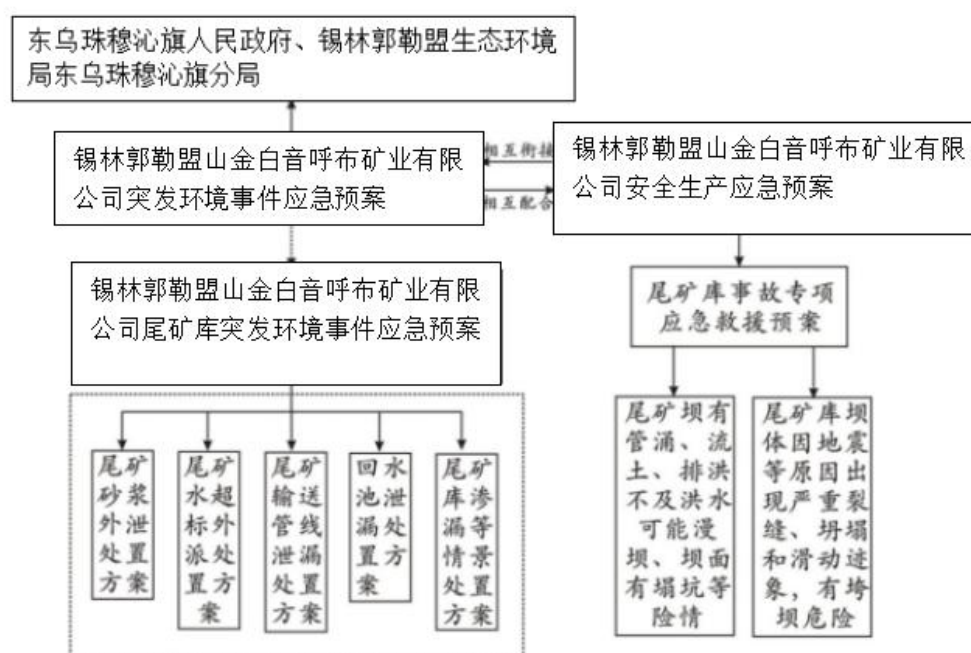 东乌珠穆沁旗人民政府、锡林郭勒盟生态环境
局东乌珠穆沁旗分局
锡林郭勒盟山金白音呼布矿业有限
公司突发环境事件应急预案
相互衔接
相互配合
锡林郭勒盟山金白音呼布矿业有限
公司安全生产应急预案
锡林郭勒盟山金白音呼布矿业有限
公司尾矿库突发环境事件应急预案
尾矿库事故专项
应急救援预案
尾矿
砂浆
外泄
处置
方案
尾矿
水超
标外
派处
置方
案
尾矿
输送
管线
泄漏
处置
方案
回水
池泄
漏处
置方
案
尾矿
库渗
漏等
情景
处置
方案
尾矿坝有
管涌、流
土、排洪
不及洪水
可能漫
坝、坝面
有塌坑等
险情
尾矿库坝
体因地震
等原因出
现严重裂
缝、坍塌
和滑动迹
象，有垮
坝危险